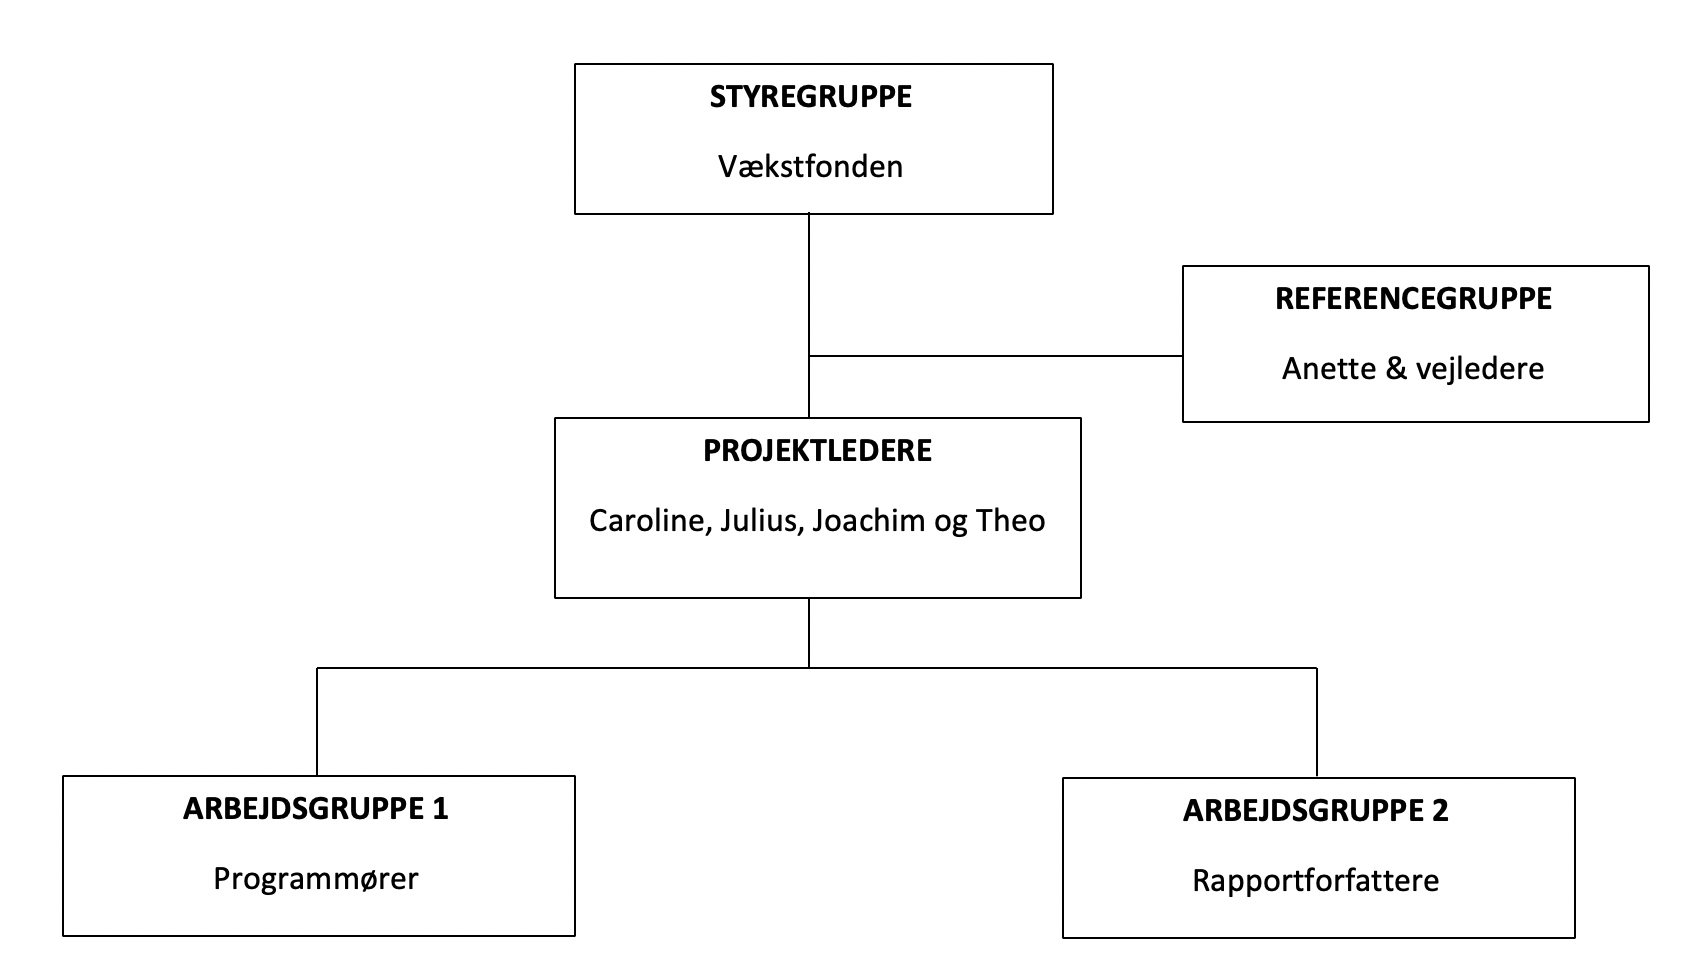 STYREGRUPPE
Vækstfonden
REFERENCEGRUPPE
Anette & vejledere
PROJEKTLEDERE
Caroline, Julius, Joachim og Theo
ARBEJDSGRUPPE 1
Programmører
ARBEJDSGRUPPE 2
Rapportforfattere